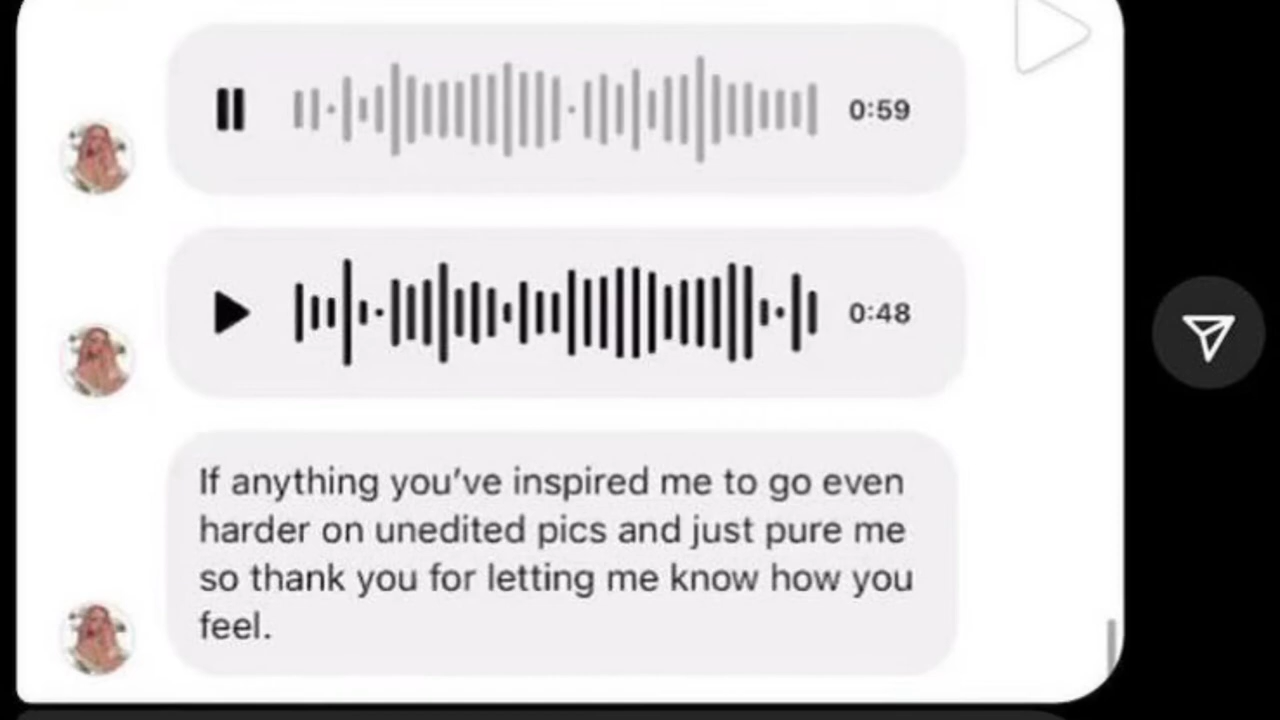 0:59
0:48
If anything you've inspired me to go even
harder on unedited pics and just pure me
so thank you for letting me know how you
feel.